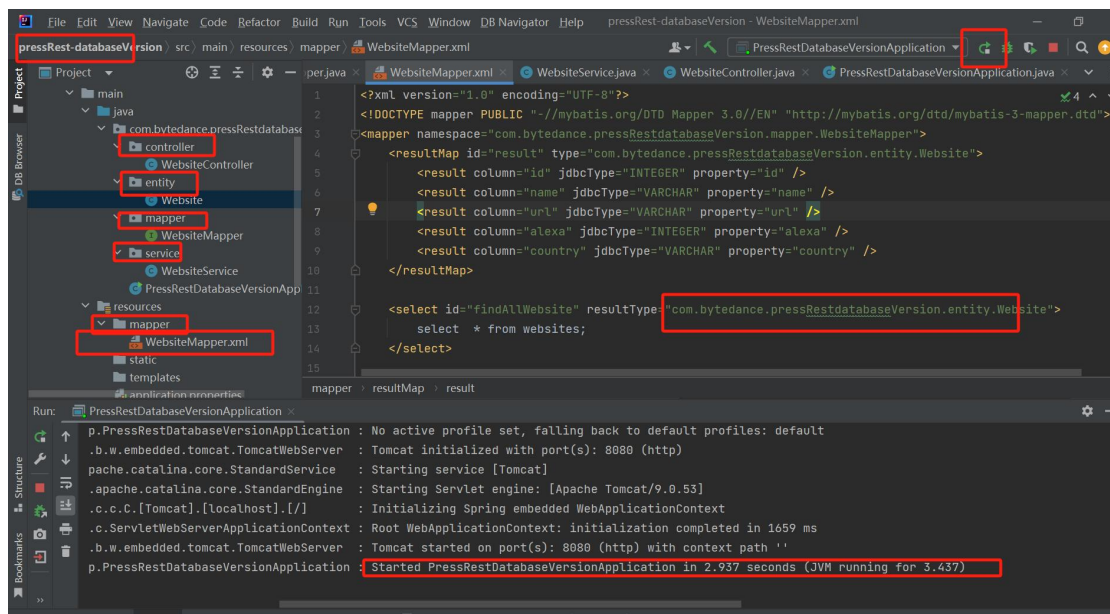 File Edit View Navigate Code Refactor Build Run Tools VCS Window DB Navigator Help pressRest-databaseVersion - WebsiteMapper.xml
pressRest-databaseVersion src main resources mapper WebsiteMapper.xml PressRestDatabaseVersionApplication
Project per.java WebsiteMapper.xml WebsiteService.java WebsiteController.java PressRestDatabaseVersionApplication.java
main
java
com.bytedance.pressRestdatabase
controller
WebsiteController
entity
Website
mapper
WebsiteMapper
service
WebsiteService
PressRestDatabaseVersionApp
resources
mapper
WebsiteMapper.xml
static
templates
application.properties
1 <?xml version="1.0" encoding="UTF-8"?>
2 <!DOCTYPE mapper PUBLIC "-//mybatis.org/DTD Mapper 3.0//EN" "http://mybatis.org/dtd/mybatis-3-mapper.dtd">
3 <mapper namespace="com.bytedance.pressRestdatabaseVersion.mapper.WebsiteMapper">
4 <resultMap id="result" type="com.bytedance.pressRestdatabaseVersion.entity.Website">
5 <result column="id" jdbcType="INTEGER" property="id" />
6 <result column="name" jdbcType="VARCHAR" property="name" />
7 <result column="url" jdbcType="VARCHAR" property="url" />
8 <result column="alexa" jdbcType="INTEGER" property="alexa" />
9 <result column="country" jdbcType="VARCHAR" property="country" />
10 </resultMap>
11
12 <select id="findAllWebsite" resultType="com.bytedance.pressRestdatabaseVersion.entity.Website">
13 select * from websites;
14 </select>
15
4
mapper resultMap result
Project
DB Browser
Structure
Bookmarks
Run: PressRestDatabaseVersionApplication
p.PressRestDatabaseVersionApplication : No active profile set, falling back to default profiles: default
.b.w.embedded.tomcat.TomcatWebServer : Tomcat initialized with port(s): 8080 (http)
pache.catalina.core.StandardService : Starting service [Tomcat]
.apache.catalina.core.StandardEngine : Starting Servlet engine: [Apache Tomcat/9.0.53]
.c.c.C.[Tomcat].[localhost].[/] : Initializing Spring embedded WebApplicationContext
.c.ServletWebServerApplicationContext : Root WebApplicationContext: initialization completed in 1659 ms
.b.w.embedded.tomcat.TomcatWebServer : Tomcat started on port(s): 8080 (http) with context path ''
p.PressRestDatabaseVersionApplication : Started PressRestDatabaseVersionApplication in 2.937 seconds (JVM running for 3.437)